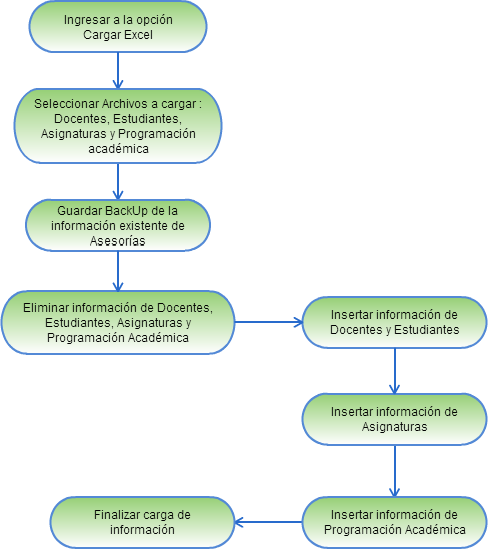 Ingresar a la opción
Cargar Excel
Seleccionar Archivos a cargar :
Docentes, Estudiantes,
Asignaturas y Programación
académica
Guardar BackUp de la
información existente de
Asesorías
Eliminar información de Docentes,
Estudiantes, Asignaturas y
Programación Académica
Insertar información de
Docentes y Estudiantes
Insertar información de
Asignaturas
Insertar información de
Programación Académica
Finalizar carga de
información